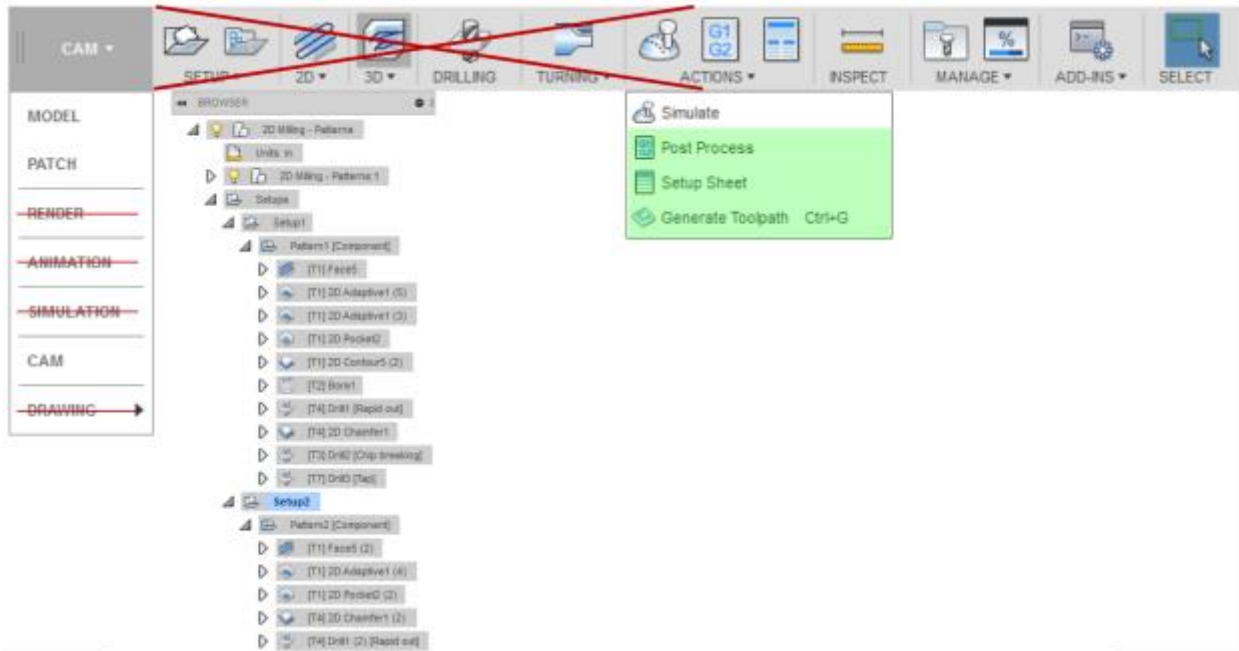 CAM ▾
SETUP ▾
2D ▾
3D ▾
DRILLING
TURNING ▾
G1
G2
ACTIONS ▾
INSPECT
%
MANAGE ▾
ADD-INS ▾
SELECT
MODEL
PATCH
RENDER
ANIMATION
SIMULATION
CAM
DRAWING
BROWSER
2D Milling - Patterns
Units: in
2D Milling - Patterns:1
Setups
Setup1
Pattern1 [Component]
[T1] Face5
[T1] 2D Adaptive1 (5)
[T1] 2D Adaptive1 (3)
[T1] 2D Pocket2
[T1] 2D Contour5 (2)
[T2] Bore1
[T4] Drill1 [Rapid out]
[T4] 2D Chamfer1
[T3] Drill2 [Chip breaking]
[T7] Drill3 [Tap]
Setup2
Pattern2 [Component]
[T1] Face5 (2)
[T1] 2D Adaptive1 (4)
[T1] 2D Pocket2 (2)
[T4] 2D Chamfer1 (2)
[T4] Drill1 (2) [Rapid out]
Simulate
Post Process
Setup Sheet
Generate Toolpath Ctrl+G